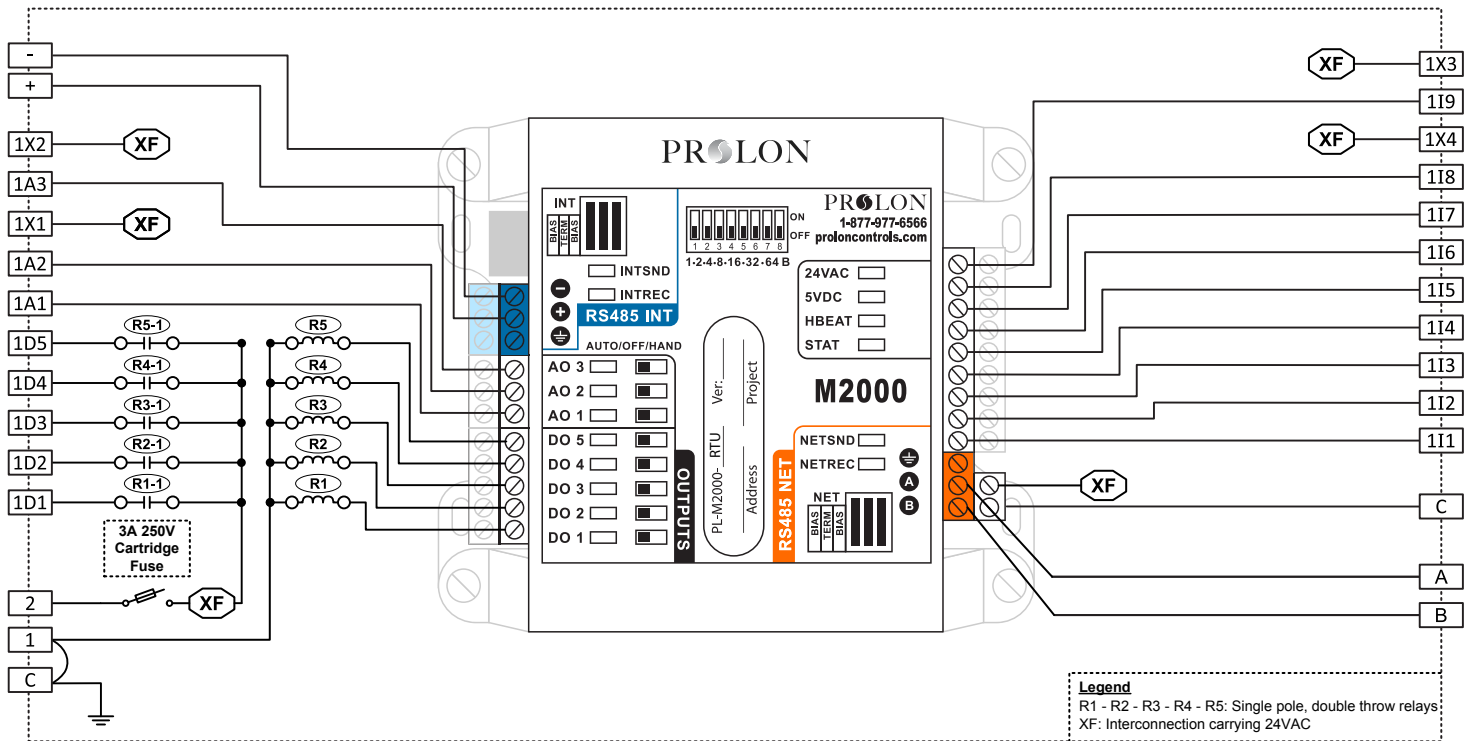 -
+
1X2
XF
1A3
1X1
XF
1A2
1A1
1D5
R5-1
R5
1D4
R4-1
R4
1D3
R3-1
R3
1D2
R2-1
R2
1D1
R1-1
R1
3A 250V
Cartridge
Fuse
2
XF
1
C
PROLON
INT
BIAS
TERM
BIAS
INTSND
INTREC
RS485 INT
ON
OFF
1 2 3 4 5 6 7 8
1·2·4·8·16·32·64 B
PROLON
1-877-977-6566
proloncontrols.com
24VAC
5VDC
HBEAT
STAT
AUTO/OFF/HAND
AO 3
AO 2
AO 1
DO 5
DO 4
DO 3
DO 2
DO 1
OUTPUTS
PL-M2000-_RTU Ver:
Address Project
M2000
NETSND
NETREC
RS485 NET
NET
BIAS
TERM
BIAS
A
B
XF
1X3
1I9
XF
1X4
1I8
1I7
1I6
1I5
1I4
1I3
1I2
1I1
XF
C
A
B
Legend
R1 - R2 - R3 - R4 - R5: Single pole, double throw relays
XF: Interconnection carrying 24VAC